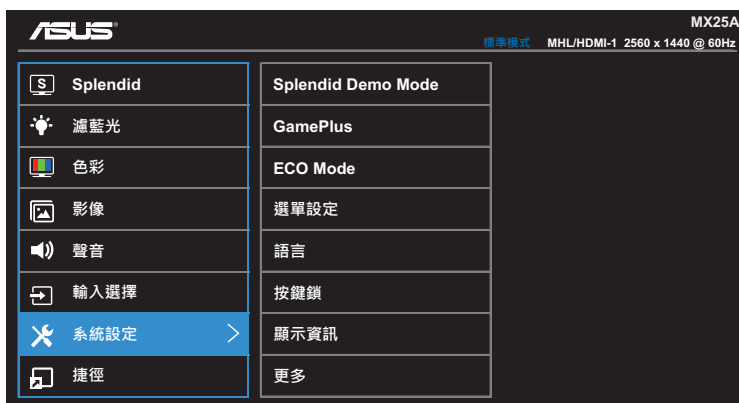 ASUS®
MX25A
標準模式 MHL/HDMI-1 2560 x 1440 @ 60Hz
S Splendid
濾藍光
色彩
影像
聲音
輸入選擇
系統設定
捷徑
Splendid Demo Mode
GamePlus
ECO Mode
選單設定
語言
按鍵鎖
顯示資訊
更多